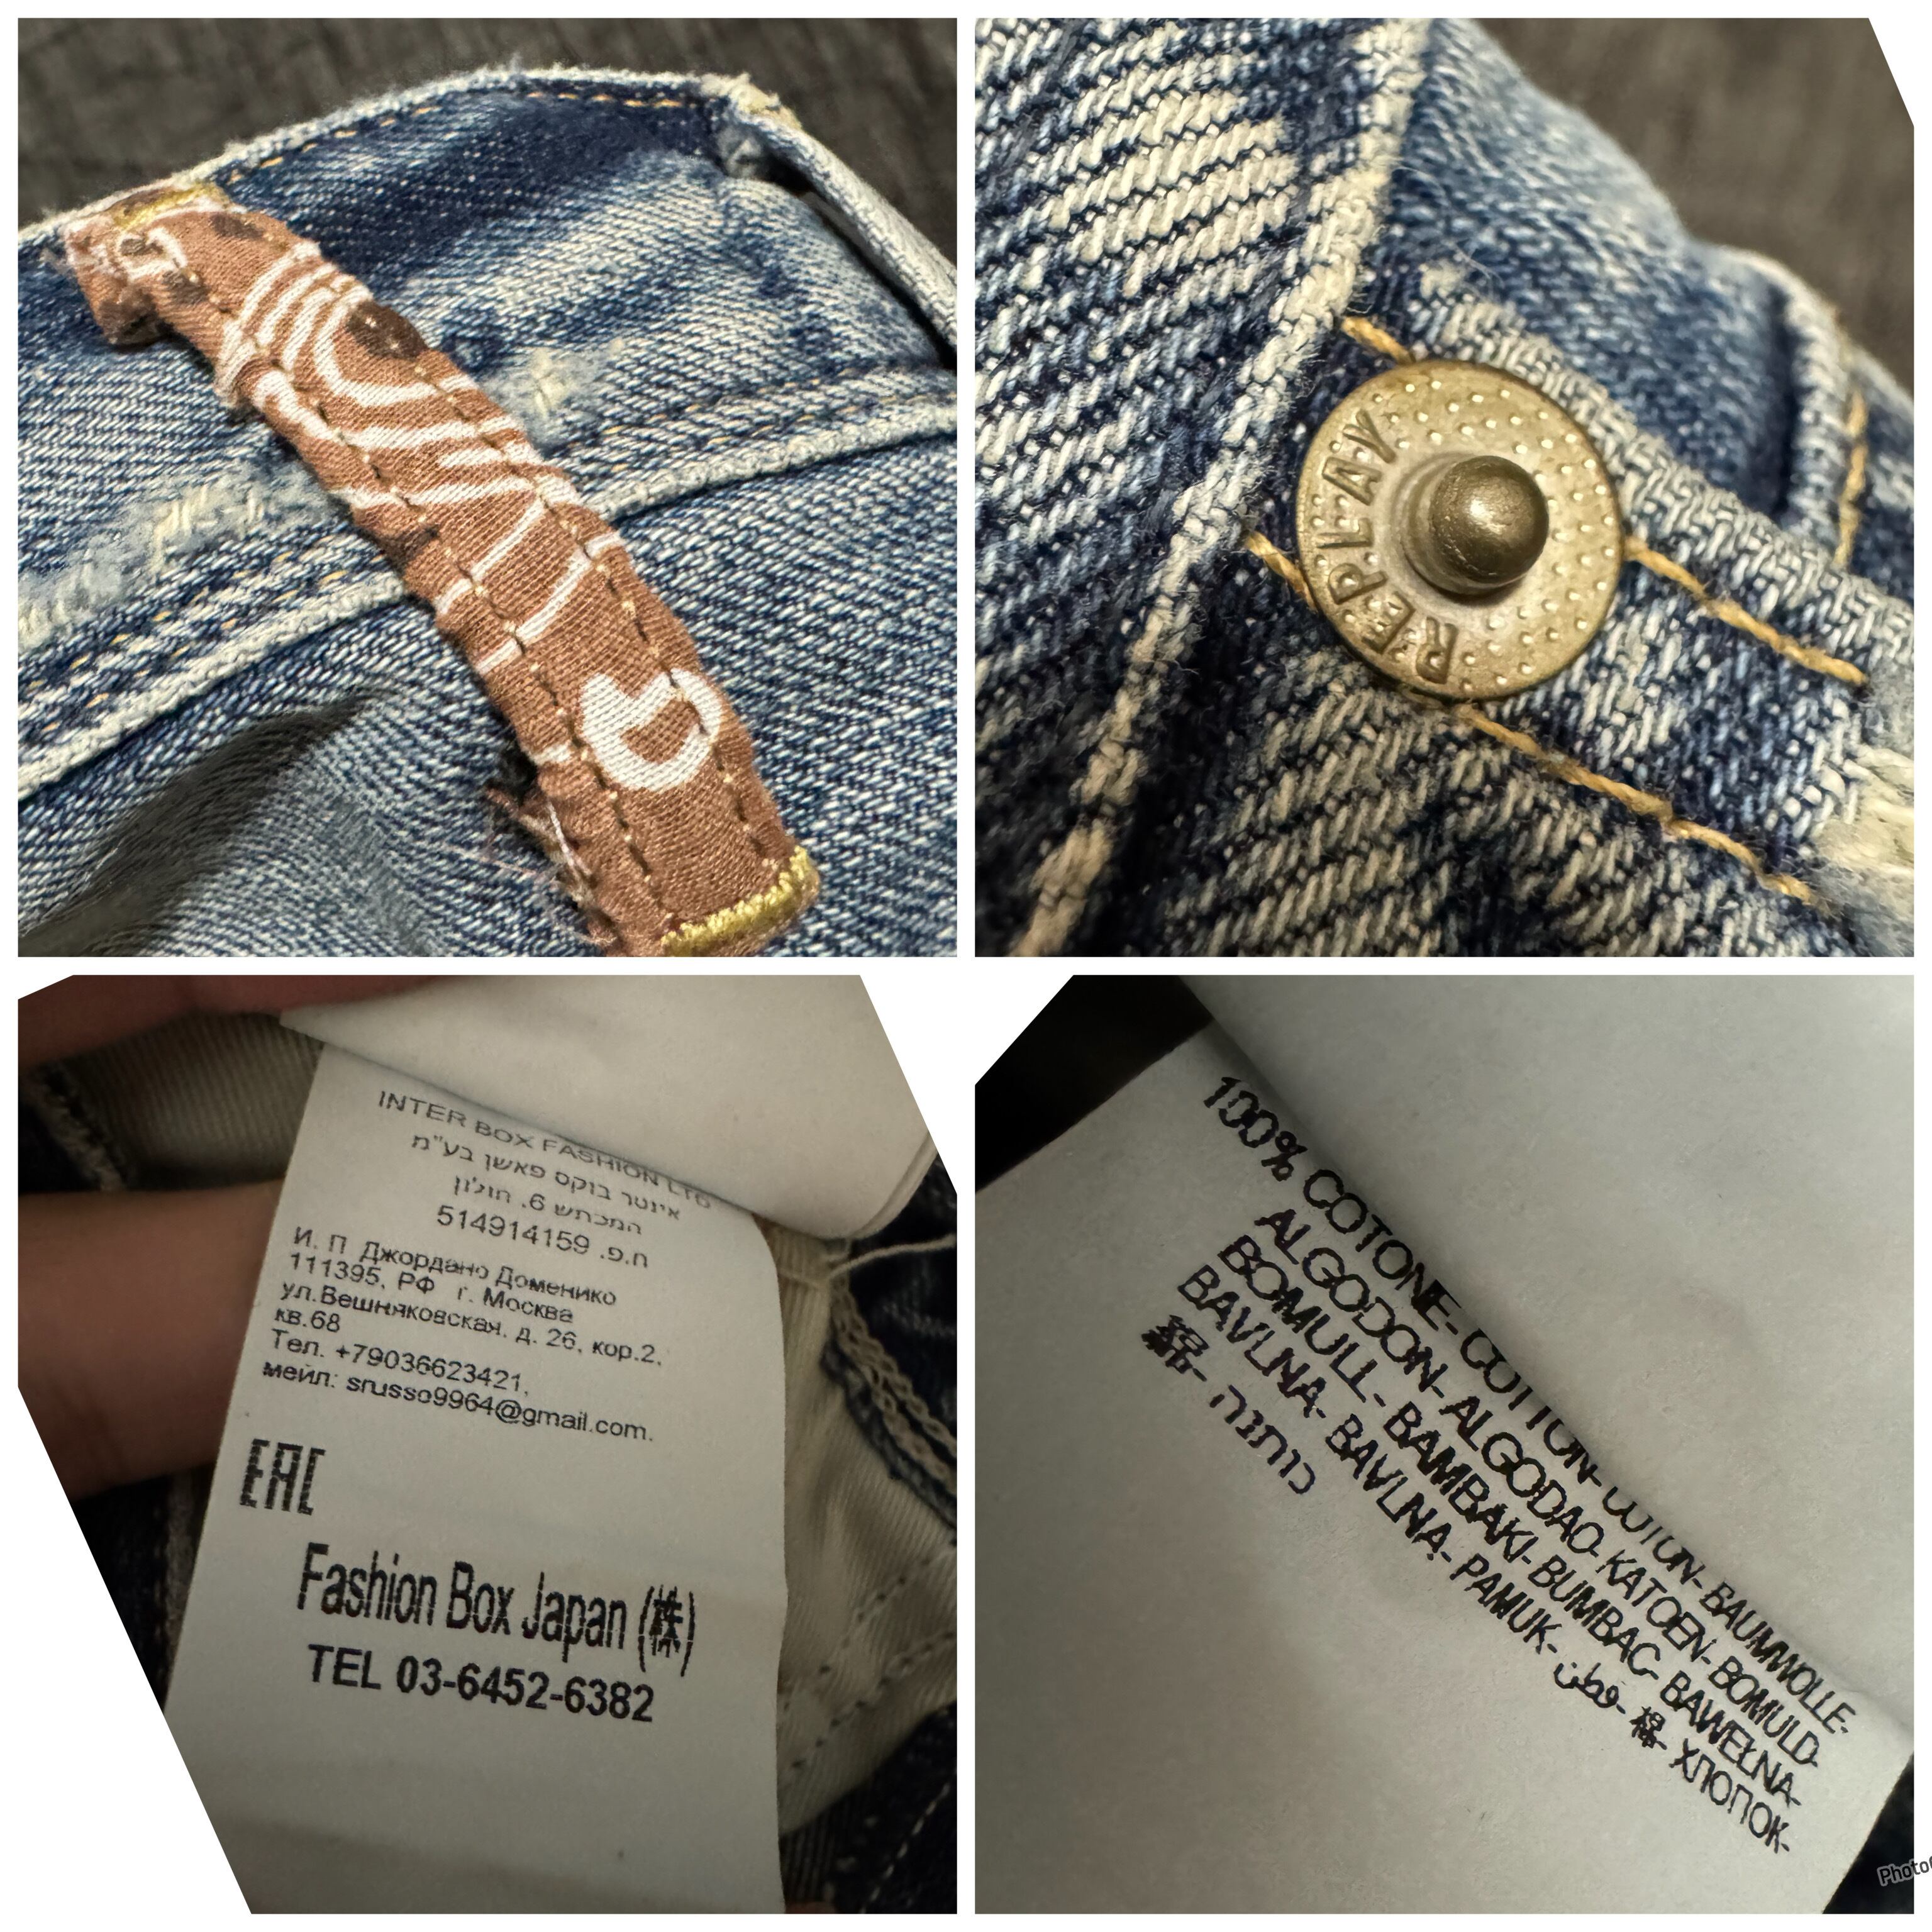 REPLAY
INTER BOX FASHION LTD
אינטר בוקס פאשן בע"מ
המכתש 6, חולון
ח.פ. 514914159
И. П Джордано Доменико
111395, РФ г. Москва
ул.Вешняковская, д. 26, кор.2,
кв.68
Тел. +79036623421,
мейл: srusso9964@gmail.com.
EAC
Fashion Box Japan (株)
TEL 03-6452-6382
100% COTONE- COTTON- COTON- BAUMWOLLE-
ALGODON- ALGODAO- KATOEN- BOMULD-
BOMULL- BAMBAKI- BUMBAC- BAWEŁNA-
BAVLNA- BAVLNA- PAMUK- قطن- 棉- ХЛОПОК-
綿- כותנה